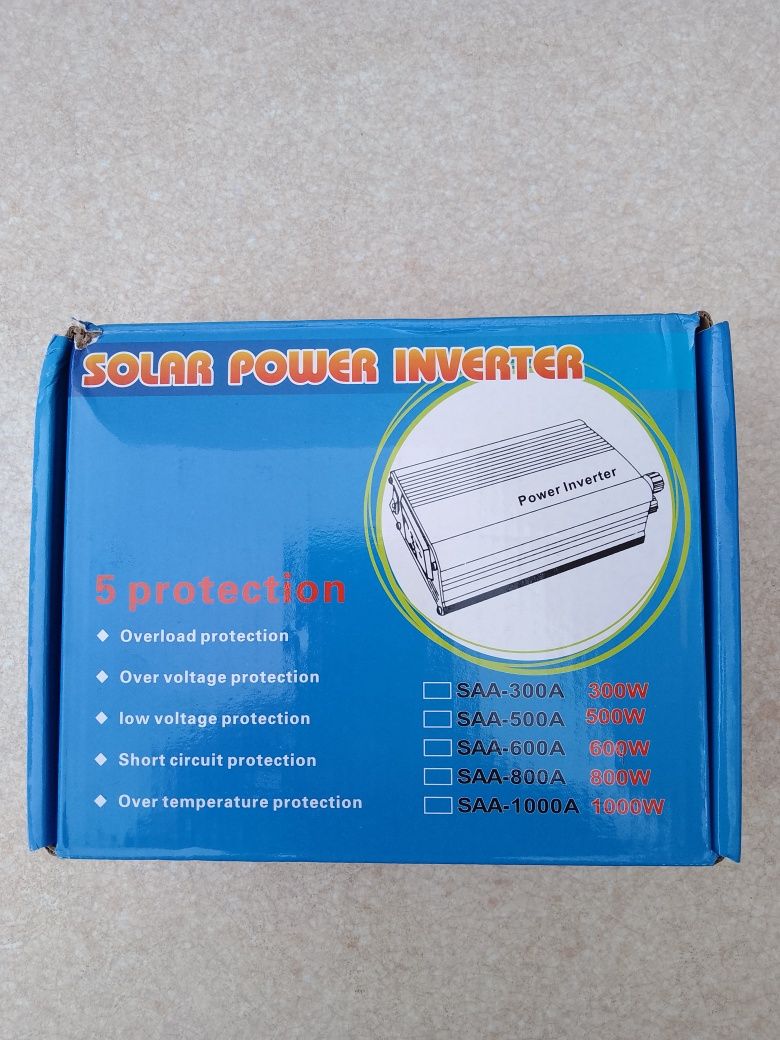 SOLAR POWER INVERTER
Power Inverter
5 protection
◆ Overload protection
◆ Over voltage protection
◆ low voltage protection
◆ Short circuit protection
◆ Over temperature protection
SAA-300A 300W
SAA-500A 500W
SAA-600A 600W
SAA-800A 800W
SAA-1000A 1000W